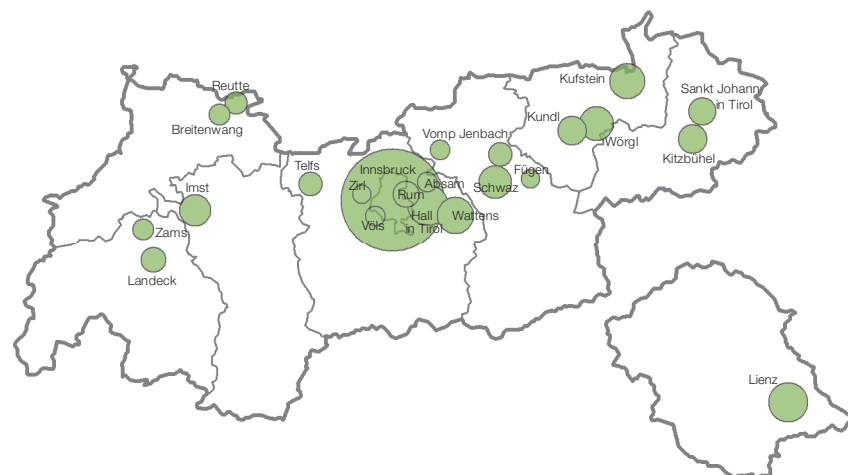 Kufstein
Reutte
Sankt Johann
in Tirol
Kundl
Breitenwang
Vomp Jenbach
Wörgl
Kitzbühel
Telfs
Innsbruck
Fügen
Imst
Zirl
Absam
Schwaz
Rum
Hall
in Tirol
Wattens
Völs
Zams
Landeck
Lienz